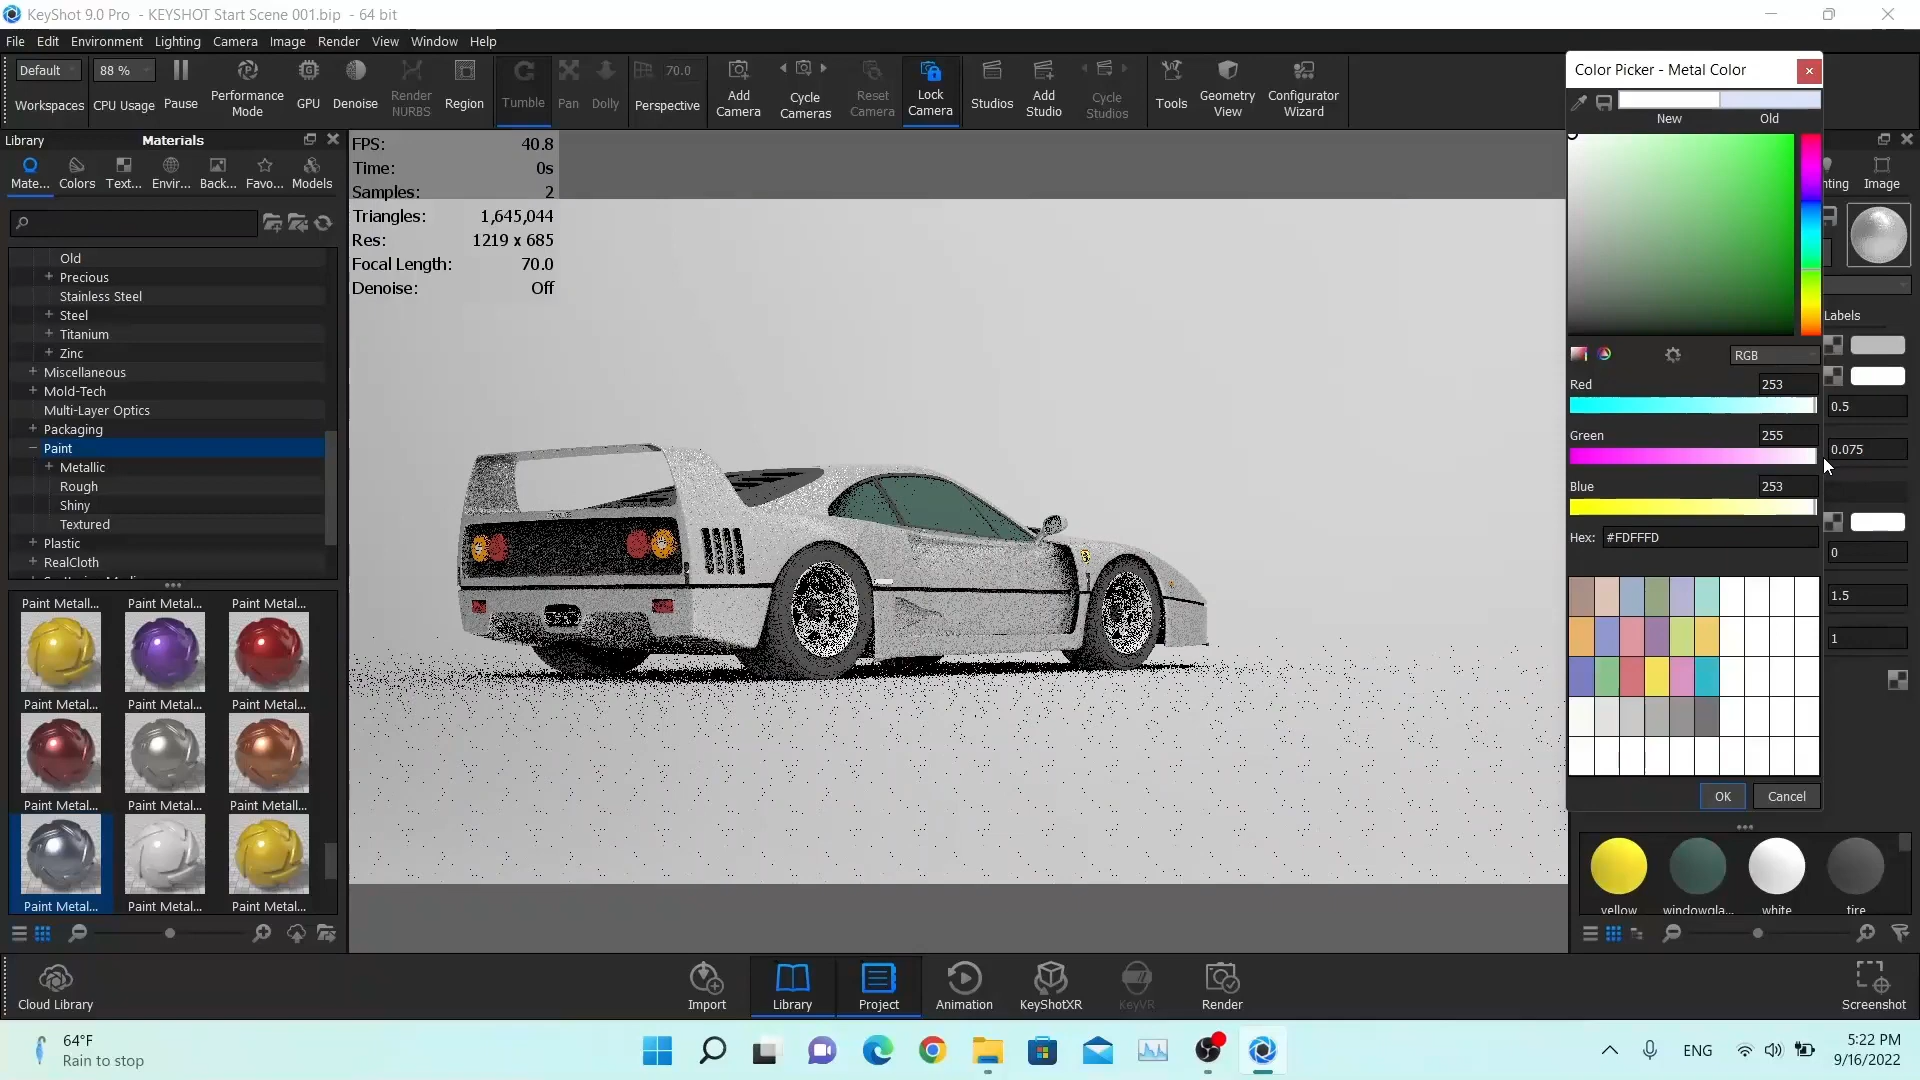 KeyShot 9.0 Pro - KEYSHOT Start Scene 001.bip - 64 bit
File Edit Environment Lighting Camera Image Render View Window Help
Default 88 % 70.0
Workspaces CPU Usage Pause Performance Mode GPU Denoise Render NURBS Region Tumble Pan Dolly Perspective Add Camera Cycle Cameras Reset Camera Lock Camera Studios Add Studio Cycle Studios Tools Geometry View Configurator Wizard
Library Materials
Mate... Colors Text... Envir... Back... Favo... Models
Old
Precious
Stainless Steel
Steel
Titanium
Zinc
Miscellaneous
Mold-Tech
Multi-Layer Optics
Packaging
Paint
Metallic
Rough
Shiny
Textured
Plastic
RealCloth
Paint Metall... Paint Metal... Paint Metal...
Paint Metal... Paint Metal... Paint Metal...
Paint Metal... Paint Metal... Paint Metall...
Paint Metal... Paint Metal... Paint Metal...
FPS: 40.8
Time: 0s
Samples: 2
Triangles: 1,645,044
Res: 1219 x 685
Focal Length: 70.0
Denoise: Off
Color Picker - Metal Color
New Old
RGB
Red 253
Green 255
Blue 253
Hex: #FDFFFD
OK Cancel
nting Image
Labels
0.5
0.075
0
1.5
1
yellow windowgla... white tire
Cloud Library Import Library Project Animation KeyShotXR KeyVR Render Screenshot
64°F
Rain to stop
ENG
5:22 PM
9/16/2022